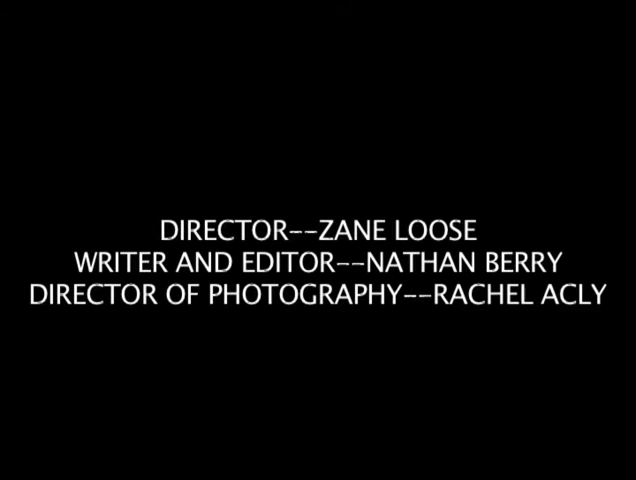 DIRECTOR--ZANE LOOSE
WRITER AND EDITOR--NATHAN BERRY
DIRECTOR OF PHOTOGRAPHY--RACHEL ACLY